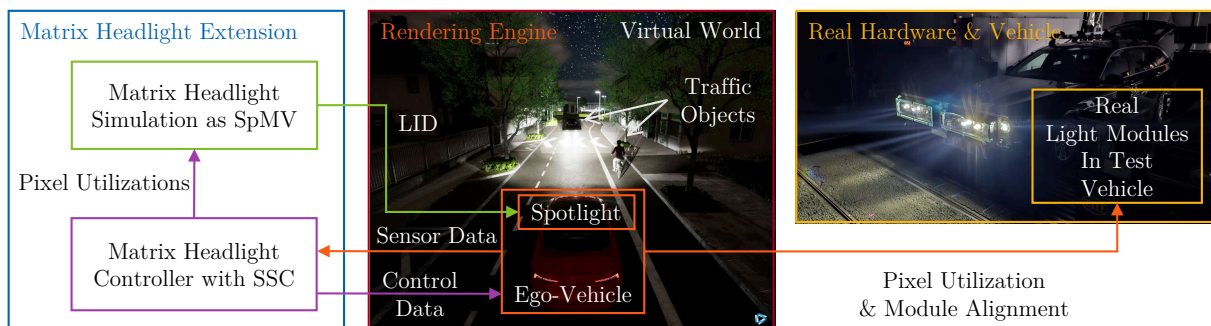 Matrix Headlight Extension
Matrix Headlight
Simulation as SpMV
Pixel Utilizations
Matrix Headlight
Controller with SSC
LID
Sensor Data
Control
Data
Rendering Engine
Virtual World
Traffic
Objects
Spotlight
Ego-Vehicle
Real Hardware & Vehicle
Real
Light Modules
In Test
Vehicle
Pixel Utilization
& Module Alignment